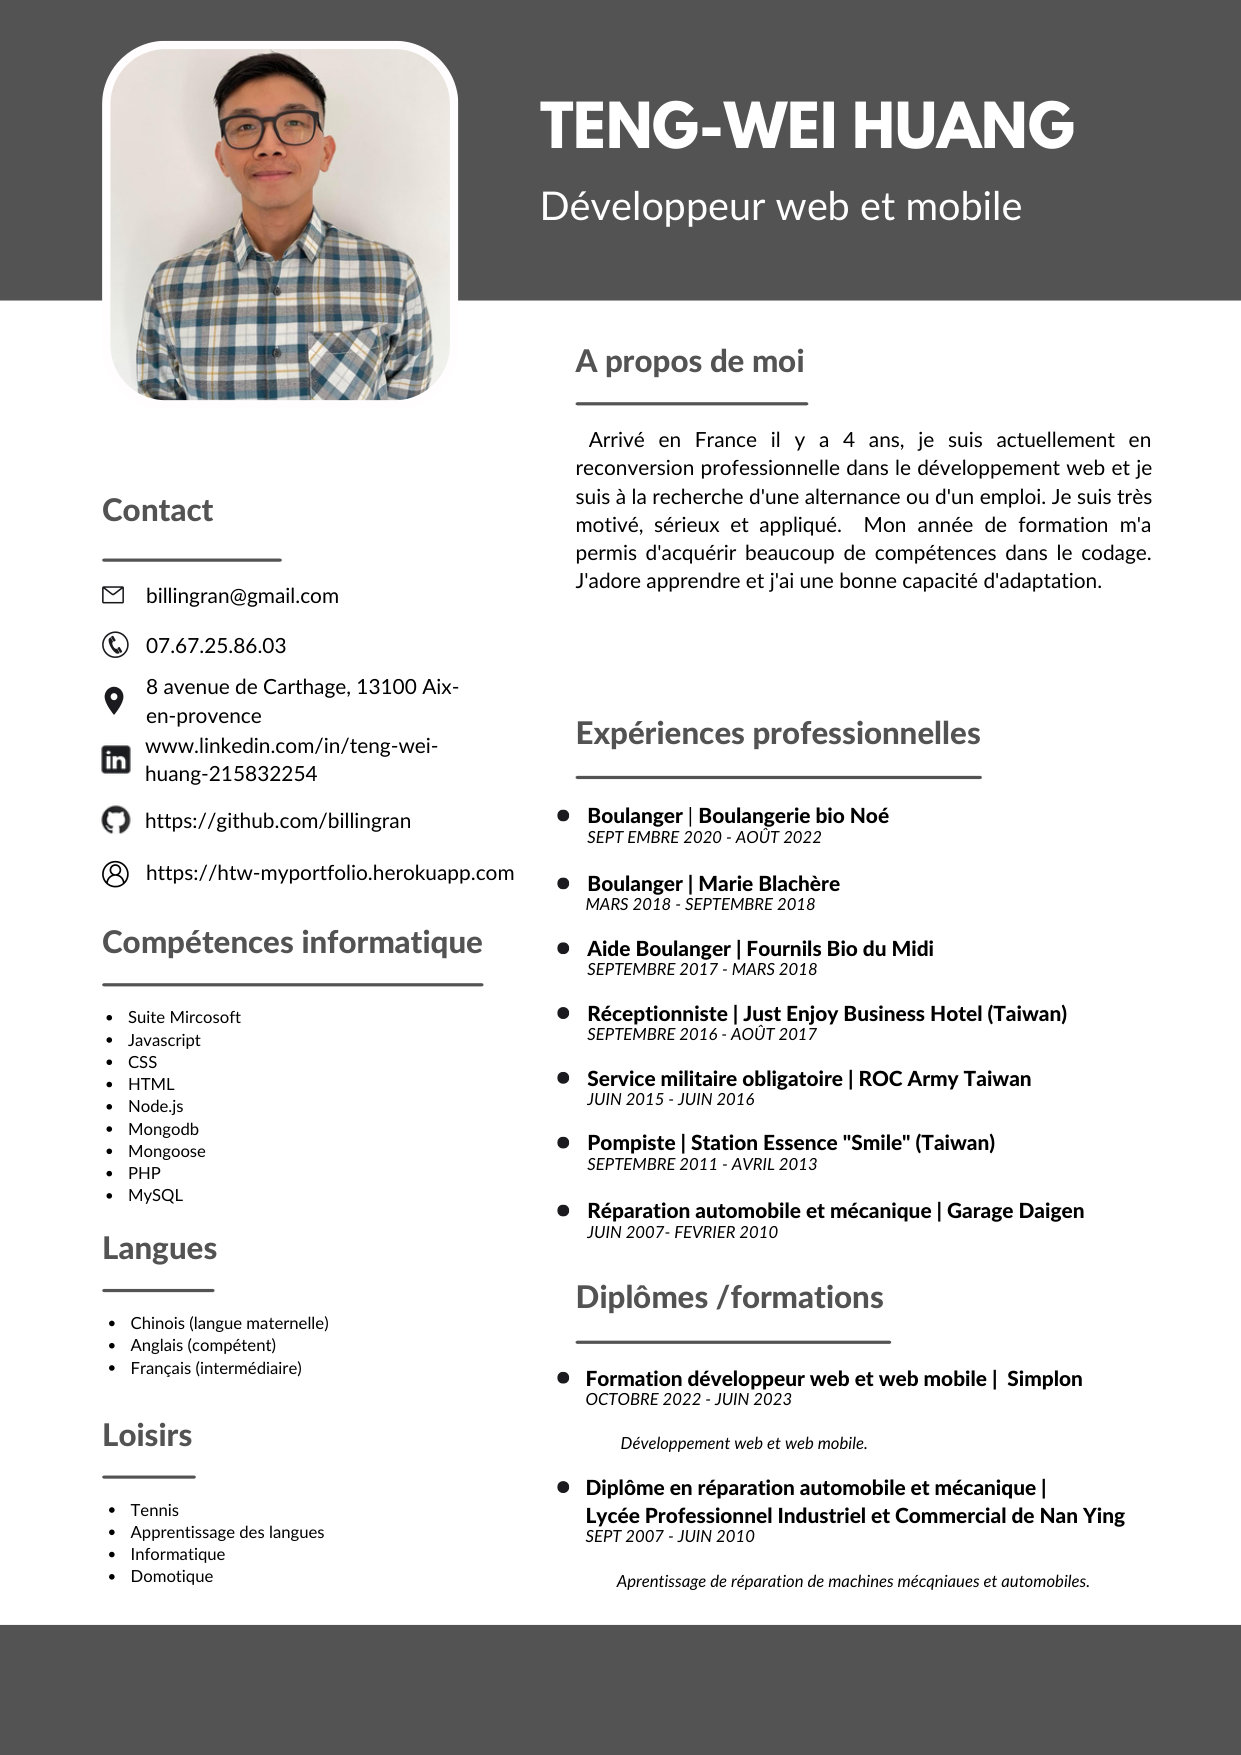 TENG-WEI HUANG
Développeur web et mobile
A propos de moi
Arrivé en France il y a 4 ans, je suis actuellement en
reconversion professionnelle dans le développement web et je
suis à la recherche d'une alternance ou d'un emploi. Je suis très
motivé, sérieux et appliqué. Mon année de formation m'a
permis d'acquérir beaucoup de compétences dans le codage.
J'adore apprendre et j'ai une bonne capacité d'adaptation.
Contact
billingran@gmail.com
07.67.25.86.03
8 avenue de Carthage, 13100 Aix-
en-provence
www.linkedin.com/in/teng-wei-
huang-215832254
https://github.com/billingran
https://htw-myportfolio.herokuapp.com
Compétences informatique
Suite Mircosoft
Javascript
CSS
HTML
Node.js
Mongodb
Mongoose
PHP
MySQL
Langues
Chinois (langue maternelle)
Anglais (compétent)
Français (intermédiaire)
Loisirs
Tennis
Apprentissage des langues
Informatique
Domotique
Expériences professionnelles
Boulanger | Boulangerie bio Noé
SEPT EMBRE 2020 - AOÛT 2022
Boulanger | Marie Blachère
MARS 2018 - SEPTEMBRE 2018
Aide Boulanger | Fournils Bio du Midi
SEPTEMBRE 2017 - MARS 2018
Réceptionniste | Just Enjoy Business Hotel (Taiwan)
SEPTEMBRE 2016 - AOÛT 2017
Service militaire obligatoire | ROC Army Taiwan
JUIN 2015 - JUIN 2016
Pompiste | Station Essence "Smile" (Taiwan)
SEPTEMBRE 2011 - AVRIL 2013
Réparation automobile et mécanique | Garage Daigen
JUIN 2007- FEVRIER 2010
Diplômes /formations
Formation développeur web et web mobile | Simplon
OCTOBRE 2022 - JUIN 2023
Développement web et web mobile.
Diplôme en réparation automobile et mécanique |
Lycée Professionnel Industriel et Commercial de Nan Ying
SEPT 2007 - JUIN 2010
Aprentissage de réparation de machines mécqniaues et automobiles.